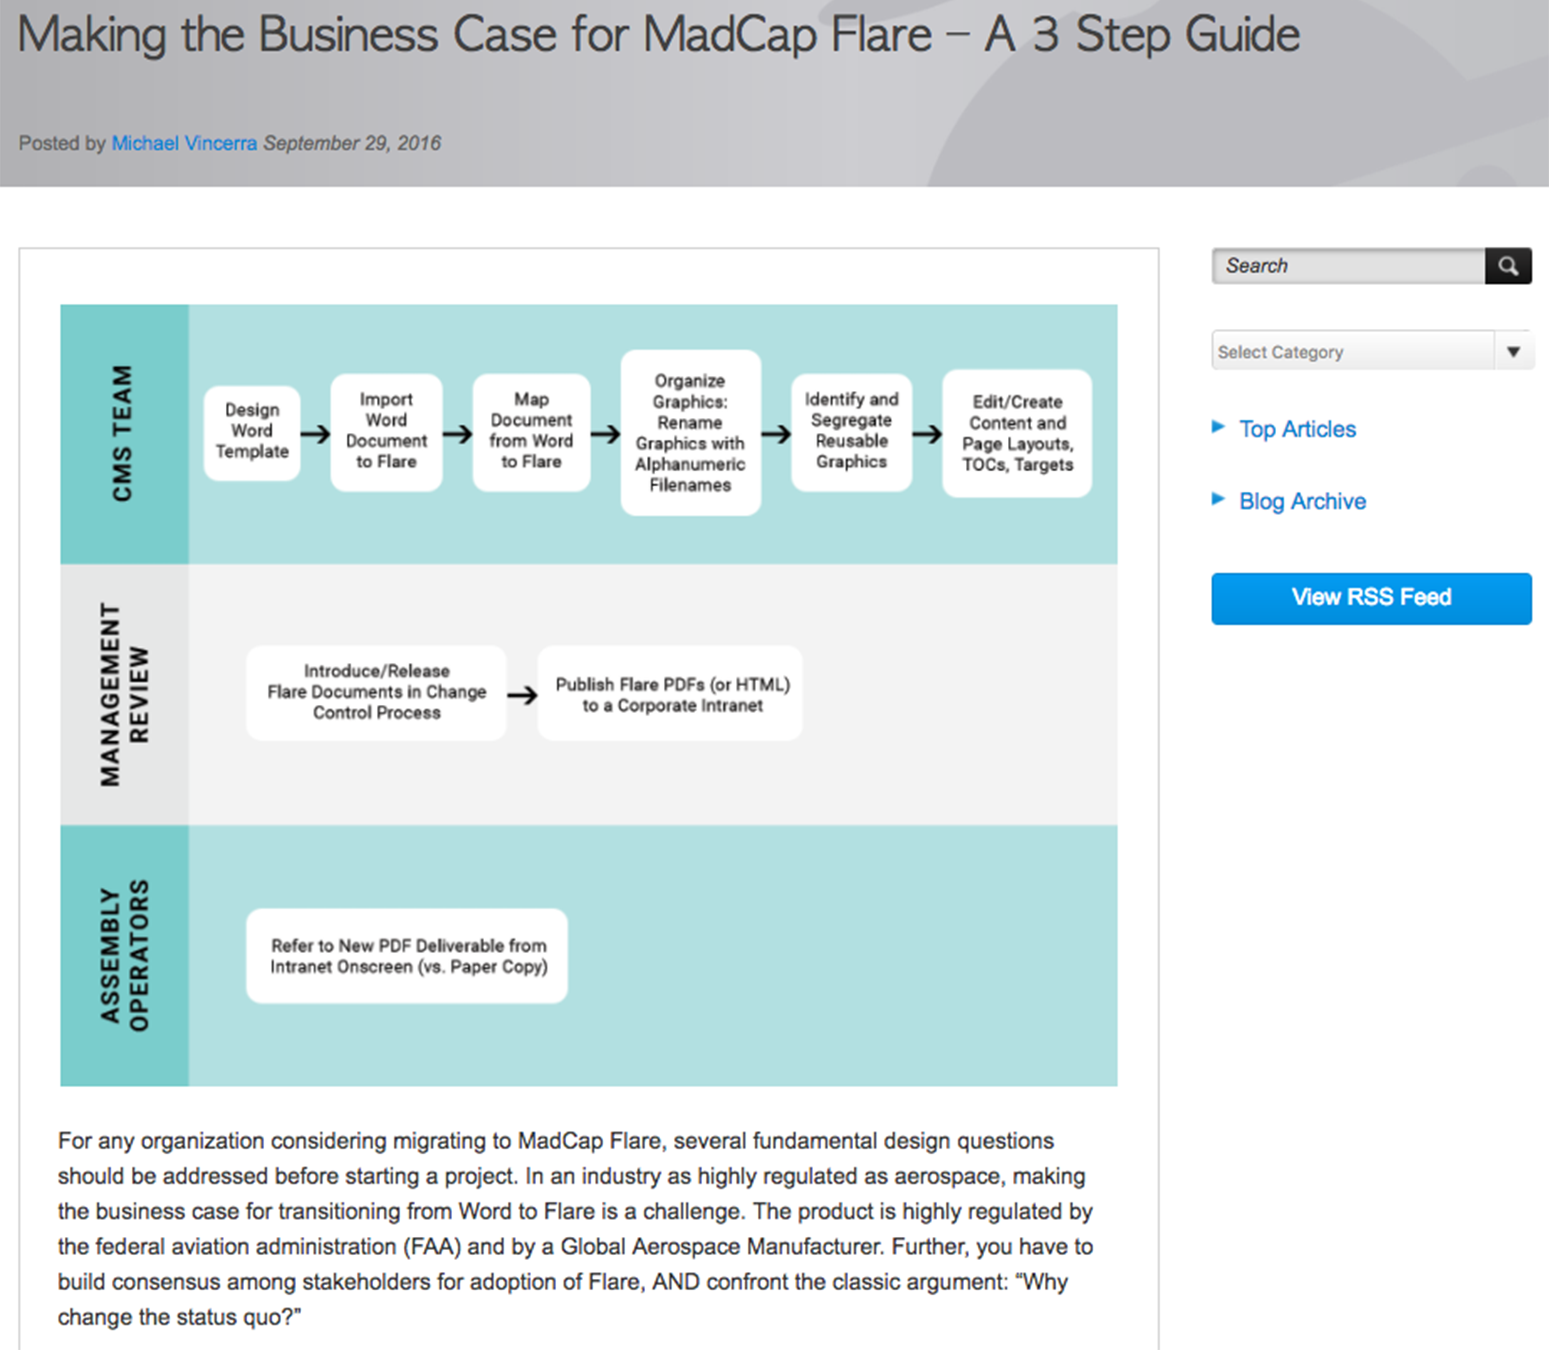 Making the Business Case for MadCap Flare – A 3 Step Guide
Posted by Michael Vincerra September 29, 2016
Search
Select Category
Top Articles
Blog Archive
View RSS Feed
CMS TEAM
Design
Word
Template
Import
Word
Document
to Flare
Map
Document
from Word
to Flare
Organize
Graphics:
Rename
Graphics with
Alphanumeric
Filenames
Identify and
Segregate
Reusable
Graphics
Edit/Create
Content and
Page Layouts,
TOCs, Targets
MANAGEMENT
REVIEW
Introduce/Release
Flare Documents in Change
Control Process
Publish Flare PDFs (or HTML)
to a Corporate Intranet
ASSEMBLY
OPERATORS
Refer to New PDF Deliverable from
Intranet Onscreen (vs. Paper Copy)
For any organization considering migrating to MadCap Flare, several fundamental design questions
should be addressed before starting a project. In an industry as highly regulated as aerospace, making
the business case for transitioning from Word to Flare is a challenge. The product is highly regulated by
the federal aviation administration (FAA) and by a Global Aerospace Manufacturer. Further, you have to
build consensus among stakeholders for adoption of Flare, AND confront the classic argument: “Why
change the status quo?”